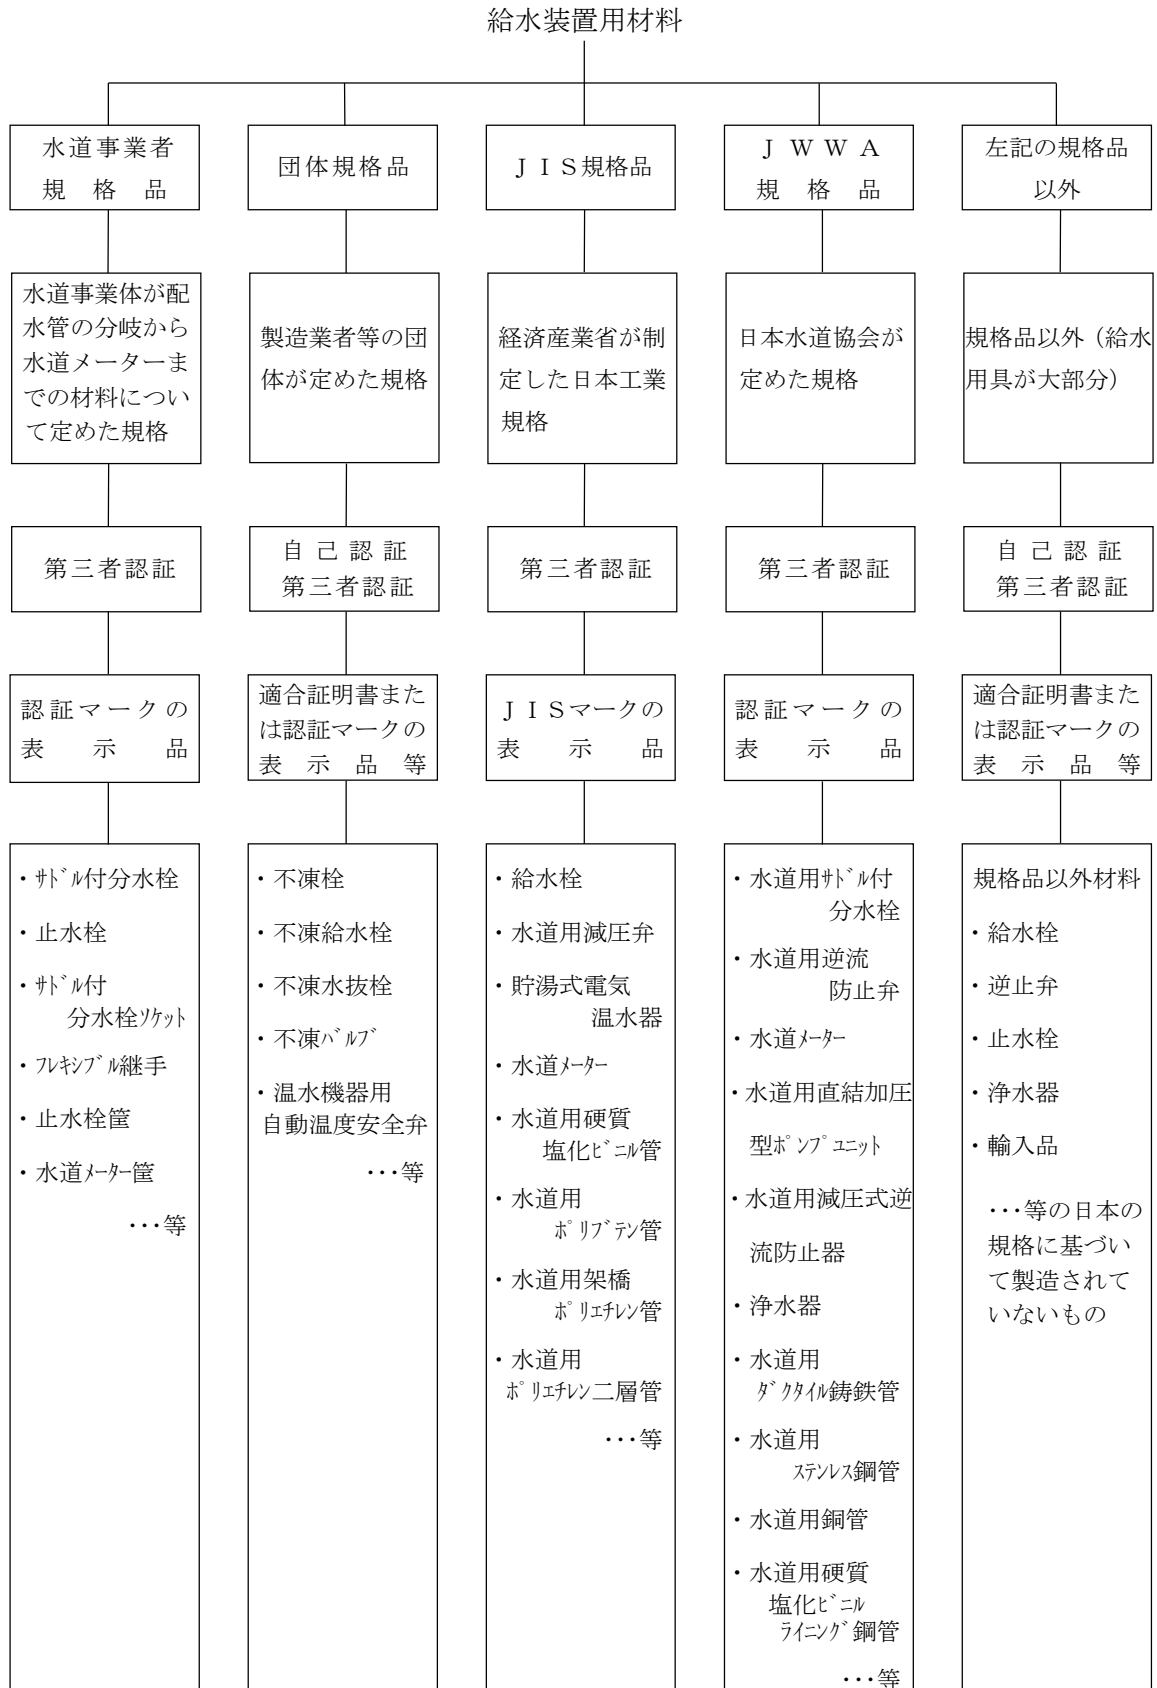 給水装置用材料
水道事業者
規格品
団体規格品
ＪＩＳ規格品
ＪＷＷＡ
規格品
左記の規格品
以外
水道事業体が配
水管の分岐から
水道メーターま
での材料につい
て定めた規格
製造業者等の団
体が定めた規格
経済産業省が制
定した日本工業
規格
日本水道協会が
定めた規格
規格品以外（給水
用具が大部分）
第三者認証
自己認証
第三者認証
第三者認証
第三者認証
自己認証
第三者認証
認証マークの
表示品
適合証明書また
は認証マークの
表示品等
ＪＩＳマークの
表示品
認証マークの
表示品
適合証明書また
は認証マークの
表示品等
・ｻﾄﾞﾙ付分水栓
・止水栓
・ｻﾄﾞﾙ付
分水栓ｿｹｯﾄ
・ﾌﾚｷｼﾌﾞﾙ継手
・止水栓筐
・水道ﾒｰﾀｰ筐
･･･等
・不凍栓
・不凍給水栓
・不凍水抜栓
・不凍ﾊﾞﾙﾌﾞ
・温水機器用
自動温度安全弁
･･･等
・給水栓
・水道用減圧弁
・貯湯式電気
温水器
・水道ﾒｰﾀｰ
・水道用硬質
塩化ﾋﾞﾆﾙ管
・水道用
ﾎﾟﾘﾌﾞﾃﾝ管
・水道用架橋
ﾎﾟﾘｴﾁﾚﾝ管
・水道用
ﾎﾟﾘｴﾁﾚﾝ二層管
･･･等
・水道用ｻﾄﾞﾙ付
分水栓
・水道用逆流
防止弁
・水道ﾒｰﾀｰ
・水道用直結加圧
型ﾎﾟﾝﾌﾟﾕﾆｯﾄ
・水道用減圧式逆
流防止器
・浄水器
・水道用
ﾀﾞｸﾀｲﾙ鋳鉄管
・水道用
ｽﾃﾝﾚｽ鋼管
・水道用銅管
・水道用硬質
塩化ﾋﾞﾆﾙ
ﾗｲﾆﾝｸﾞ鋼管
･･･等
規格品以外材料
・給水栓
・逆止弁
・止水栓
・浄水器
・輸入品
･･･等の日本の
規格に基づい
て製造されて
いないもの